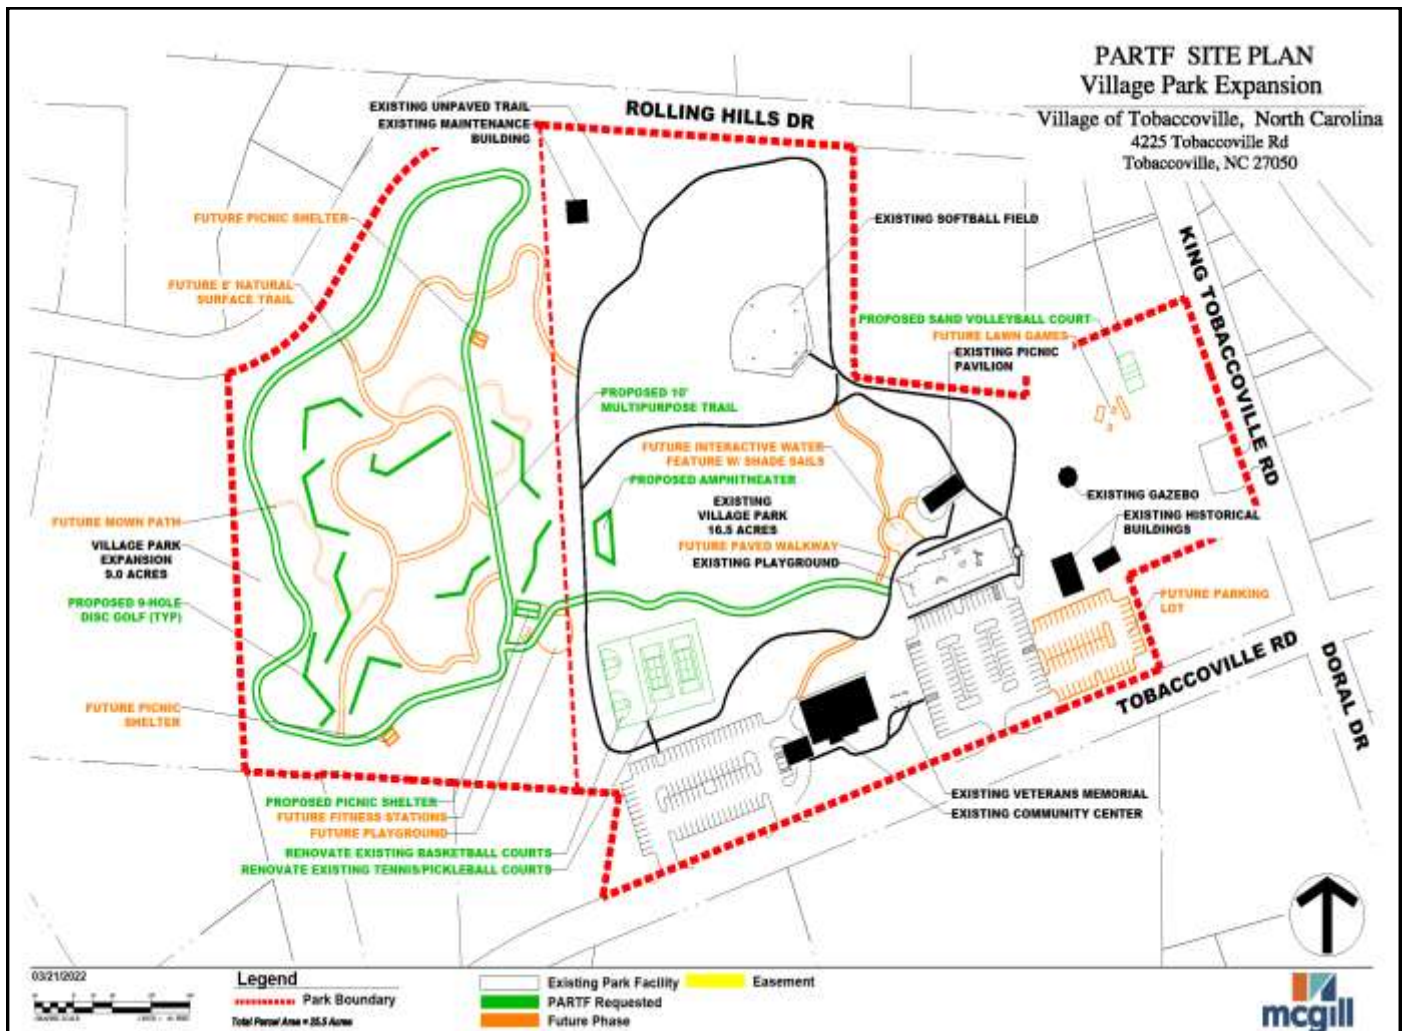 PARTF SITE PLAN
Village Park Expansion
Village of Tobaccoville, North Carolina
4225 Tobaccoville Rd
Tobaccoville, NC 27050
EXISTING UNPAVED TRAIL
EXISTING MAINTENANCE
BUILDING
ROLLING HILLS DR
FUTURE PICNIC SHELTER
EXISTING SOFTBALL FIELD
KING TOBACCOVILLE RD
FUTURE 8' NATURAL
SURFACE TRAIL
PROPOSED SAND VOLLEYBALL COURT
FUTURE LAWN GAMES
EXISTING PICNIC
PAVILION
PROPOSED 10'
MULTIPURPOSE TRAIL
FUTURE INTERACTIVE WATER
FEATURE W/ SHADE SAILS
PROPOSED AMPHITHEATER
EXISTING
VILLAGE PARK
16.5 ACRES
FUTURE PAVED WALKWAY
EXISTING PLAYGROUND
EXISTING GAZEBO
EXISTING HISTORICAL
BUILDINGS
FUTURE MOWN PATH
VILLAGE PARK
EXPANSION
9.0 ACRES
PROPOSED 9-HOLE
DISC GOLF (TYP)
FUTURE PARKING
LOT
TOBACCOVILLE RD
DORAL DR
FUTURE PICNIC
SHELTER
PROPOSED PICNIC SHELTER
FUTURE FITNESS STATIONS
FUTURE PLAYGROUND
RENOVATE EXISTING BASKETBALL COURTS
RENOVATE EXISTING TENNIS/PICKLEBALL COURTS
EXISTING VETERANS MEMORIAL
EXISTING COMMUNITY CENTER
03/21/2022
Legend
Park Boundary
Total Parcel Area = 25.5 Acres
Existing Park Facility
PARTF Requested
Future Phase
Easement
mcgill